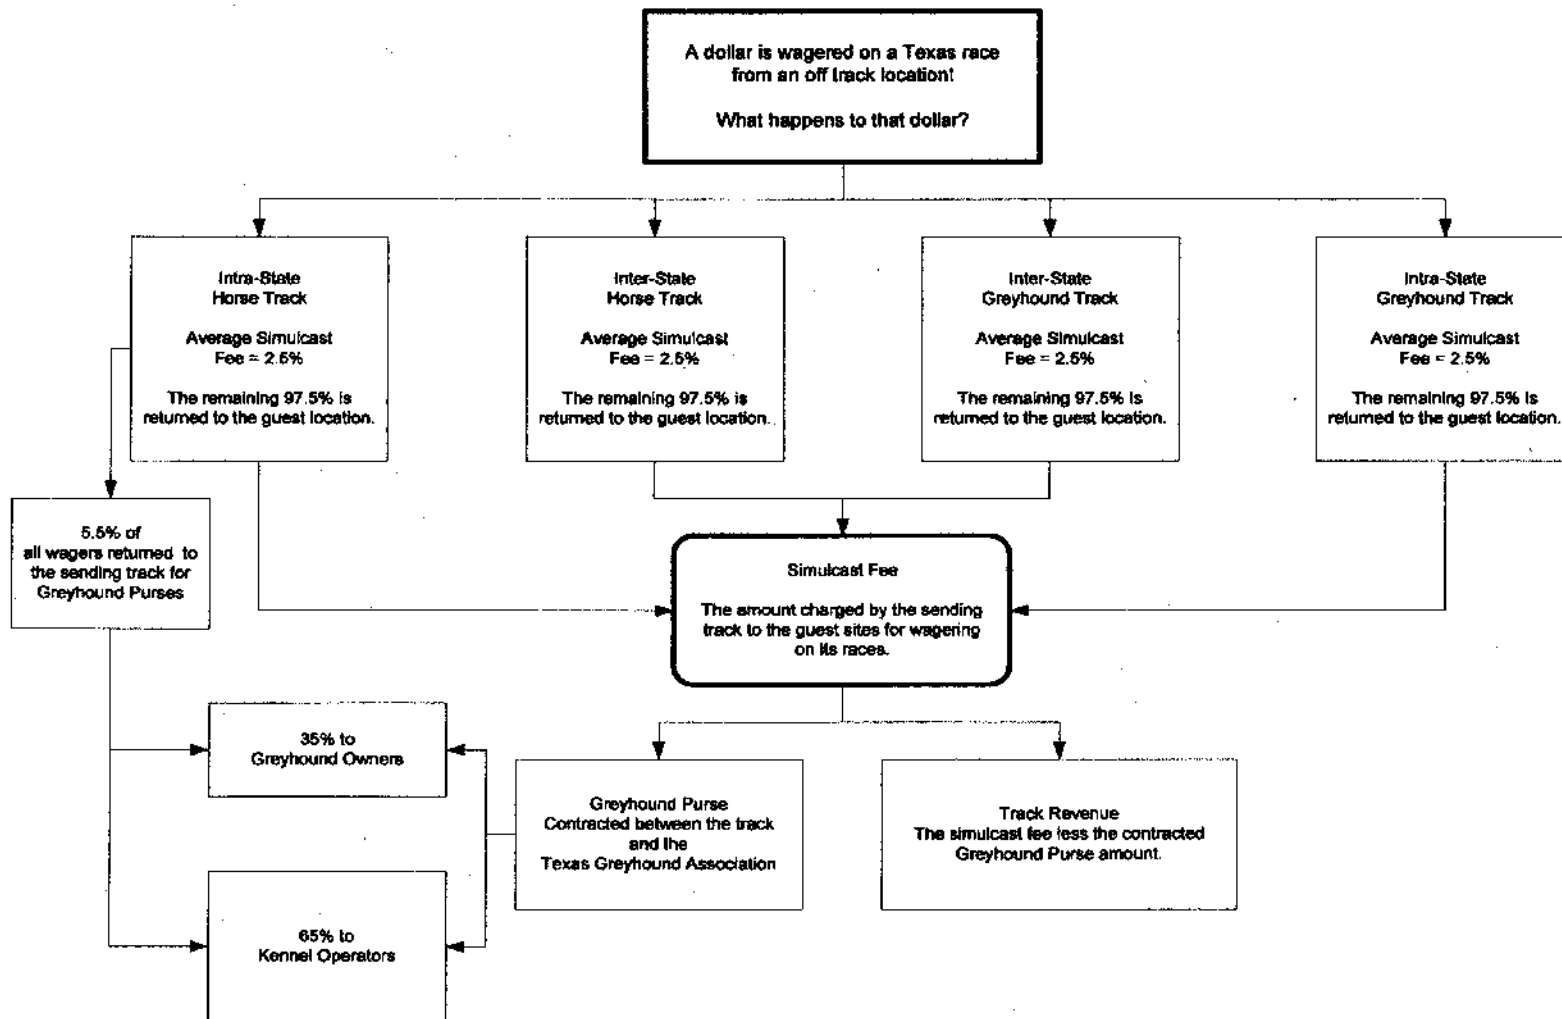 A dollar is wagered on a Texas race
from an off track location!
What happens to that dollar?
Intra-State
Horse Track
Average Simulcast
Fee = 2.5%
The remaining 97.5% is
returned to the guest location.
Inter-State
Horse Track
Average Simulcast
Fee = 2.5%
The remaining 97.5% is
returned to the guest location.
Inter-State
Greyhound Track
Average Simulcast
Fee = 2.5%
The remaining 97.5% is
returned to the guest location.
Intra-State
Greyhound Track
Average Simulcast
Fee = 2.5%
The remaining 97.5% is
returned to the guest location.
5.5% of
all wagers returned to
the sending track for
Greyhound Purses
Simulcast Fee
The amount charged by the sending
track to the guest sites for wagering
on its races.
35% to
Greyhound Owners
Greyhound Purse
Contracted between the track
and the
Texas Greyhound Association
Track Revenue
The simulcast fee less the contracted
Greyhound Purse amount.
65% to
Kennel Operators